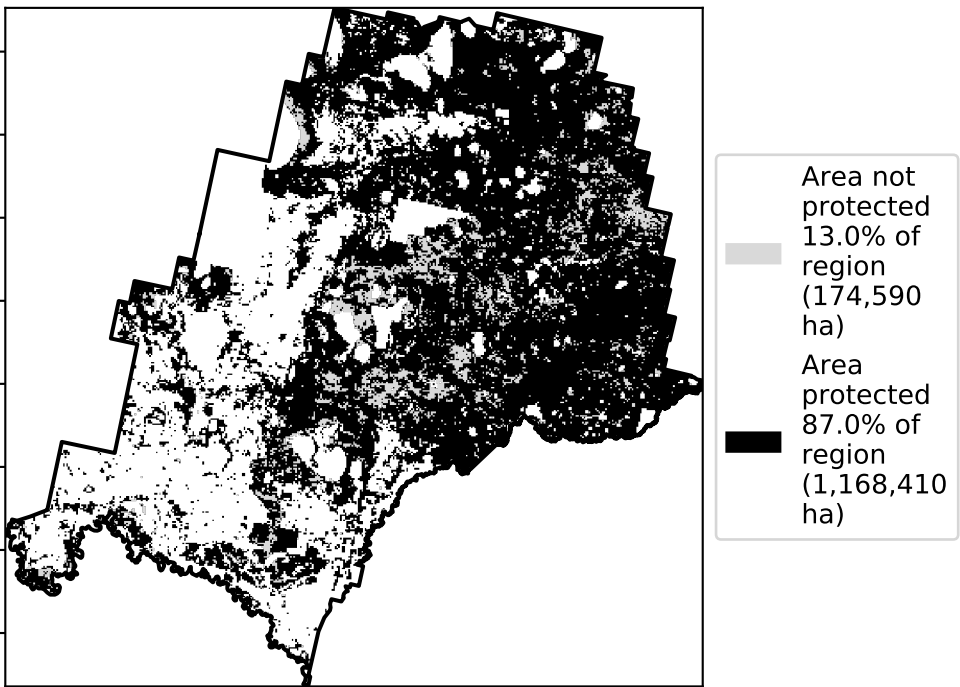 Area not
protected
13.0% of
region
(174,590
ha)
Area
protected
87.0% of
region
(1,168,410
ha)